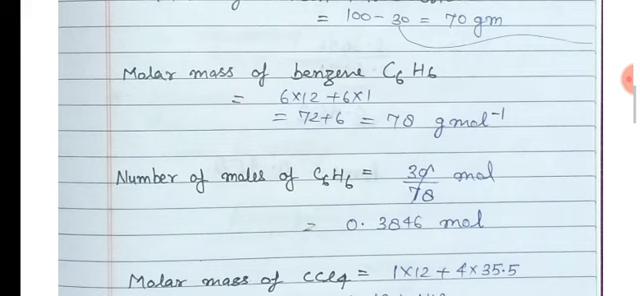 = 100 - 30 = 70 gm
Molar mass of benzene C6H6
= 6×12 + 6×1
= 72+6 = 78 g mol-1
Number of moles of C6H6 = 30/78 mol
= 0.3846 mol
Molar mass of CCl4 = 1×12 + 4×35.5